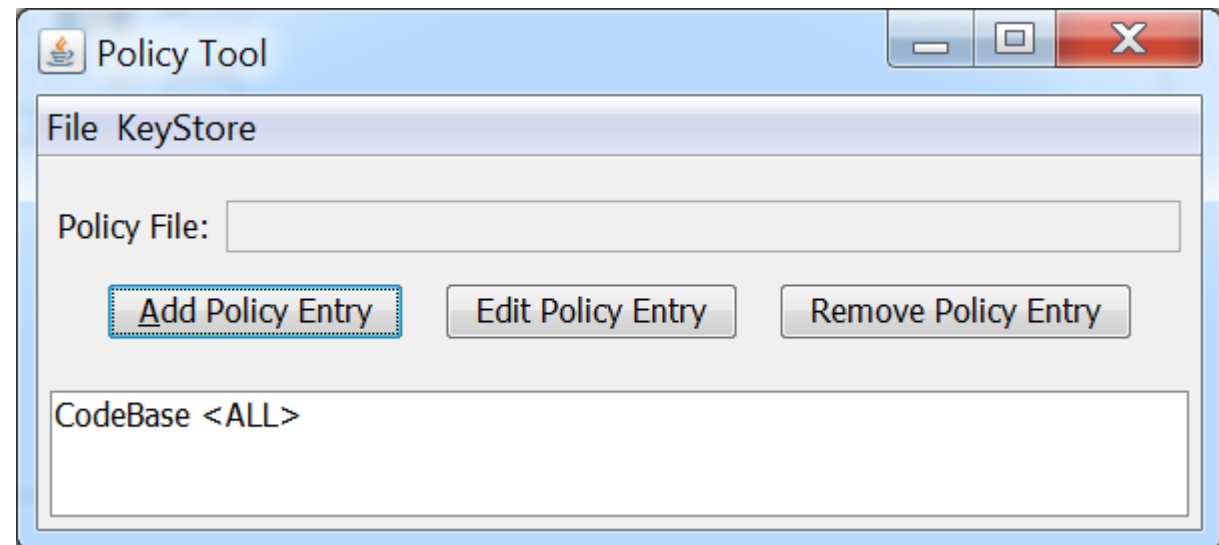 Policy Tool
File KeyStore
Policy File:
Add Policy Entry Edit Policy Entry Remove Policy Entry
CodeBase <ALL>